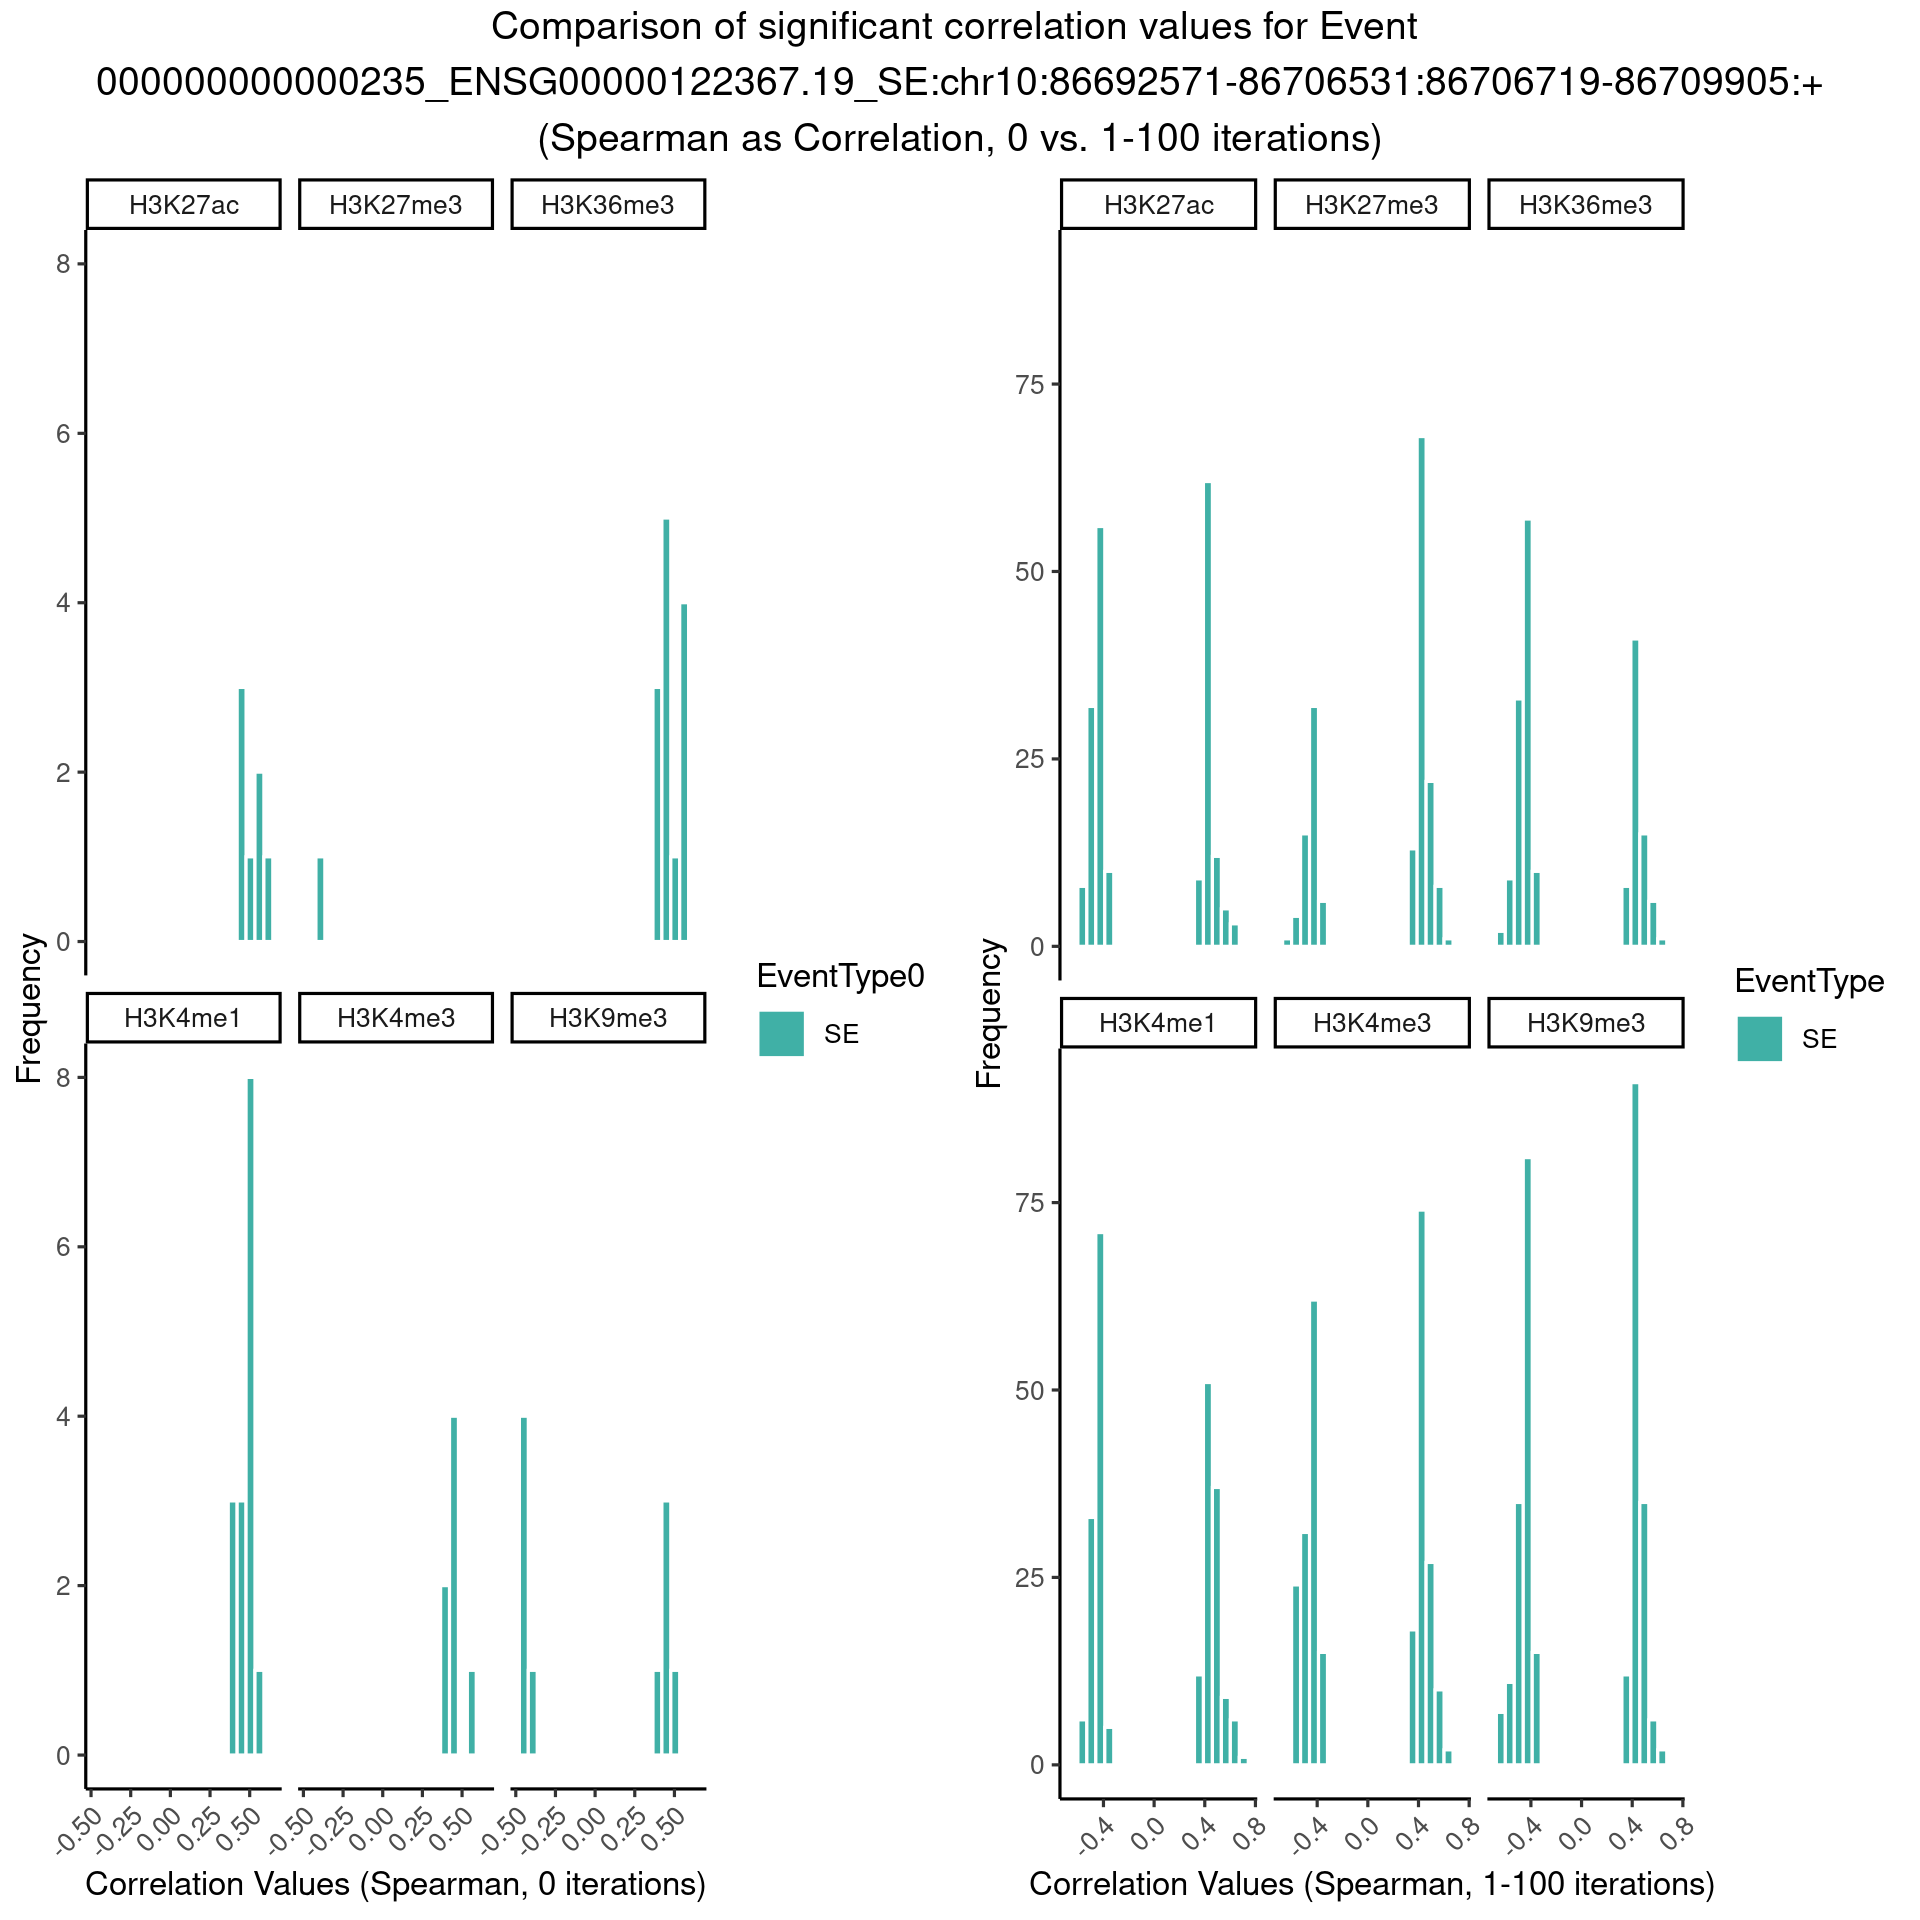 Comparison of significant correlation values for Event
000000000000235_ENSG00000122367.19_SE:chr10:86692571-86706531:86706719-86709905:+
(Spearman as Correlation, 0 vs. 1-100 iterations)
H3K27ac H3K27me3 H3K36me3
8
6
4
2
0
H3K4me1 H3K4me3 H3K9me3
8
6
4
2
0
-0.50 -0.25 0.00 0.25 0.50 -0.50 -0.25 0.00 0.25 0.50 -0.50 -0.25 0.00 0.25 0.50
Frequency
Correlation Values (Spearman, 0 iterations)
EventType0
SE
H3K27ac H3K27me3 H3K36me3
75
50
25
0
H3K4me1 H3K4me3 H3K9me3
75
50
25
0
-0.4 0.0 0.4 0.8 -0.4 0.0 0.4 0.8 -0.4 0.0 0.4 0.8
Frequency
Correlation Values (Spearman, 1-100 iterations)
EventType
SE